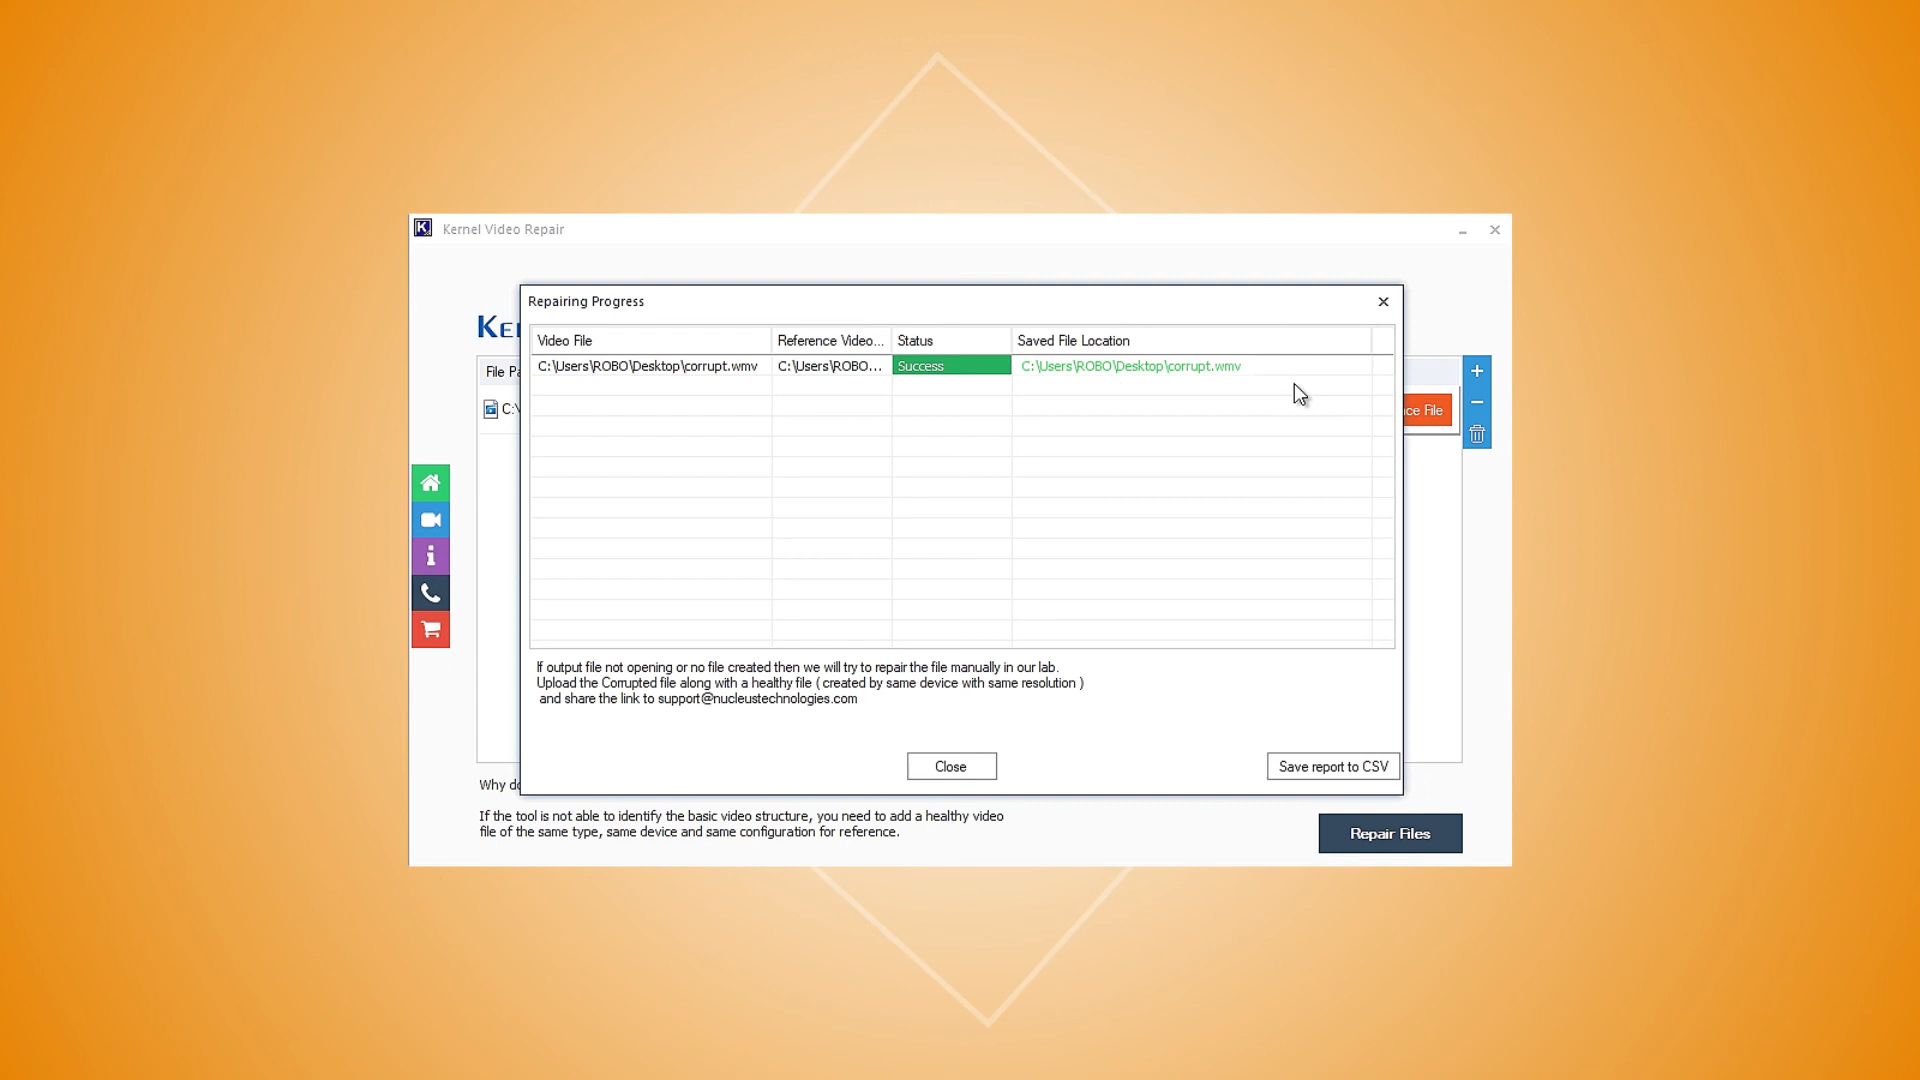 Kernel Video Repair
Repairing Progress
Video File Reference Video... Status Saved File Location
C:\Users\ROBO\Desktop\corrupt.wmv C:\Users\ROBO... Success C:\Users\ROBO\Desktop\corrupt.wmv
If output file not opening or no file created then we will try to repair the file manually in our lab.
Upload the Corrupted file along with a healthy file ( created by same device with same resolution )
and share the link to support@nucleustechnologies.com
Close Save report to CSV
File
Why
If the tool is not able to identify the basic video structure, you need to add a healthy video
file of the same type, same device and same configuration for reference.
Repair Files